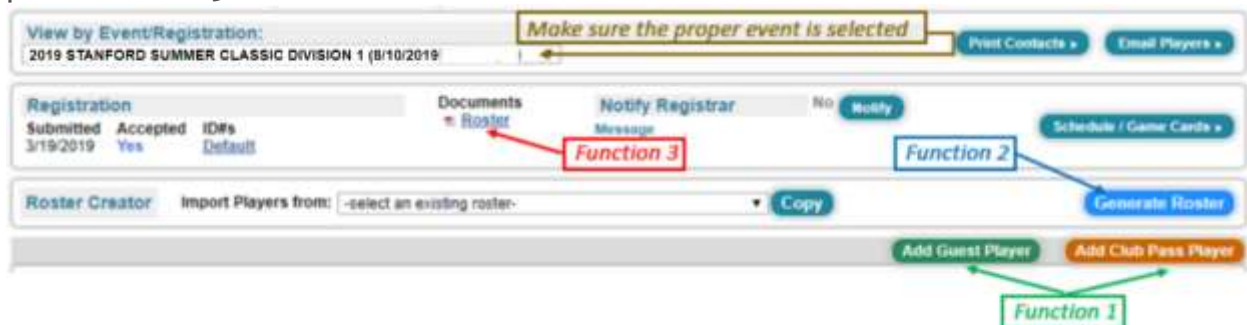 View by Event/Registration:
Make sure the proper event is selected
2019 STANFORD SUMMER CLASSIC DIVISION 1 (8/10/2019
Print Contacts »
Email Players »
Registration
Documents
Notify Registrar
No
Notify
Submitted Accepted ID#s
Roster
Message
Schedule / Game Cards »
3/19/2019 Yes Default
Function 3
Function 2
Roster Creator Import Players from: -select an existing roster- Copy
Generate Roster
Add Guest Player
Add Club Pass Player
Function 1